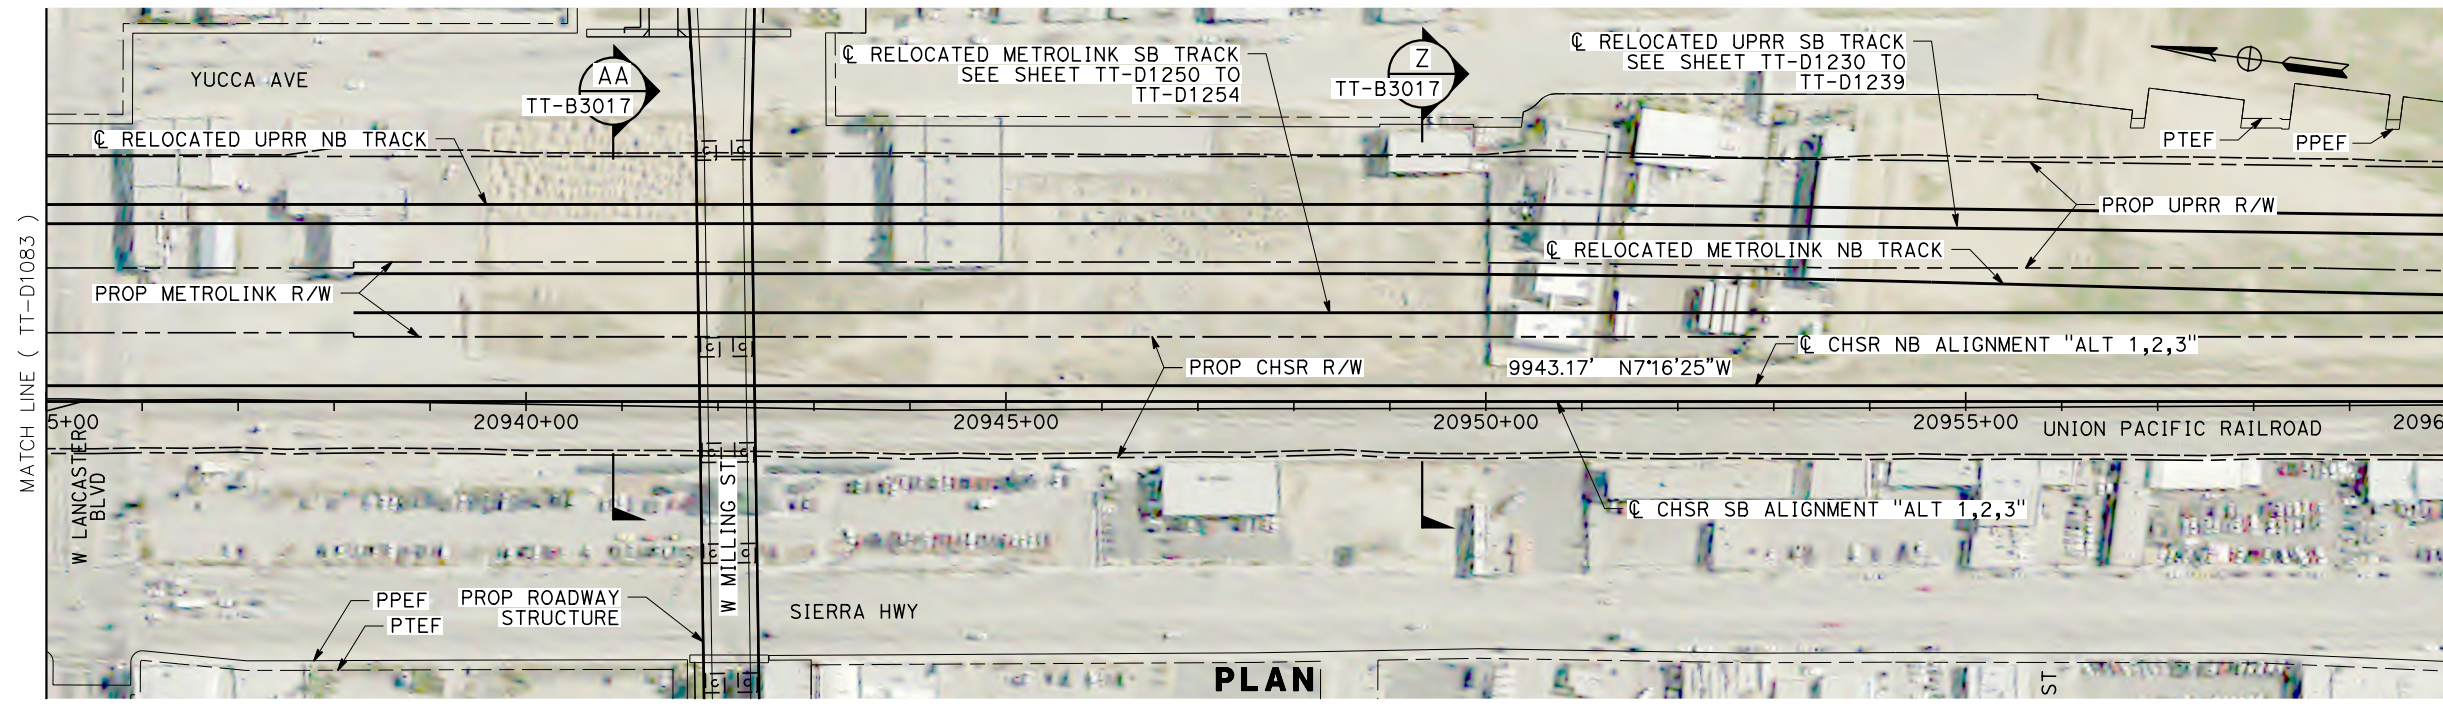 YUCCA AVE
AA
TT-B3017
℄ RELOCATED METROLINK SB TRACK
SEE SHEET TT-D1250 TO
TT-D1254
Z
TT-B3017
℄ RELOCATED UPRR SB TRACK
SEE SHEET TT-D1230 TO
TT-D1239
℄ RELOCATED UPRR NB TRACK
PTEF
PPEF
PROP UPRR R/W
℄ RELOCATED METROLINK NB TRACK
PROP METROLINK R/W
MATCH LINE ( TT-D1083 )
℄ CHSR NB ALIGNMENT "ALT 1,2,3"
PROP CHSR R/W
9943.17' N7°16'25"W
5+00
20940+00
20945+00
20950+00
20955+00
2096
UNION PACIFIC RAILROAD
W LANCASTER
BLVD
W MILLING ST
℄ CHSR SB ALIGNMENT "ALT 1,2,3"
PPEF
PTEF
PROP ROADWAY
STRUCTURE
SIERRA HWY
PLAN
ST